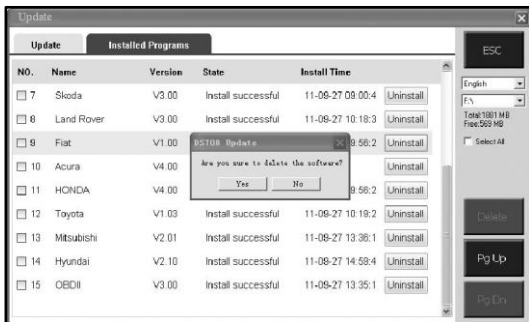 Update
Update Installed Programs
ESC
NO. Name Version State Install Time
7 Skoda V3.00 Install successful 11-09-27 09:00:4 Uninstall
English
F:\
8 Land Rover V3.00 Install successful 11-09-27 10:18:3 Uninstall
Total:1881 MB
Free:569 MB
9 Fiat V1.00 9:56:2 Uninstall
Select All
DSTOR Update
Are you sure to delete the software?
Yes No
10 Acura V4.00 Uninstall
11 HONDA V4.00 9:56:2 Uninstall
12 Toyota V1.03 Install successful 11-09-27 10:19:2 Uninstall
Delete
13 Mitsubishi V2.01 Install successful 11-09-27 13:36:1 Uninstall
14 Hyundai V2.10 Install successful 11-09-27 14:59:4 Uninstall
Pg Up
15 OBDII V3.00 Install successful 11-09-27 13:35:1 Uninstall
Pg Dn